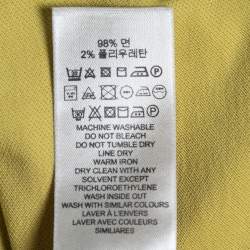 98% 면
2% 폴리우레탄
MACHINE WASHABLE
DO NOT BLEACH
DO NOT TUMBLE DRY
LINE DRY
WARM IRON
DRY CLEAN WITH ANY
SOLVENT EXCEPT
TRICHLOROETHYLENE
WASH INSIDE OUT
WASH WITH SIMILAR COLOURS
LAVER À L'ENVERS
LAVER AVEC COULEURS
SIMILAIRES